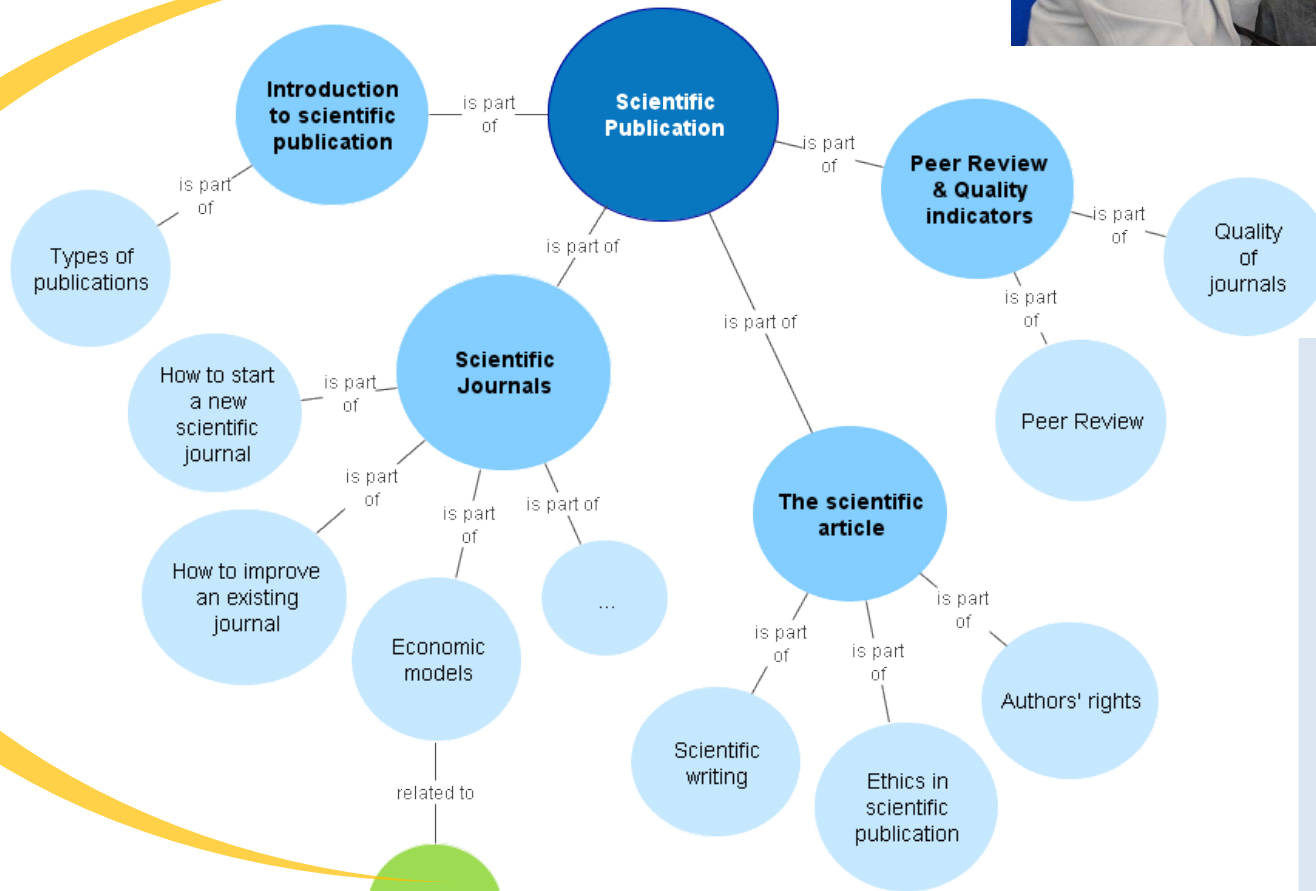 Scientific
Publication
is part
of
Introduction
to scientific
publication
is part
of
Types of
publications
is part of
Scientific
Journals
is part
of
How to start
a new
scientific
journal
is part
of
How to improve
an existing
journal
is part
of
Economic
models
related to
is part of
...
is part of
The scientific
article
is part
of
Scientific
writing
is part
of
Ethics in
scientific
publication
is part
of
Authors' rights
is part
of
Peer Review
& Quality
indicators
is part
of
Peer Review
is part
of
Quality
of
journals